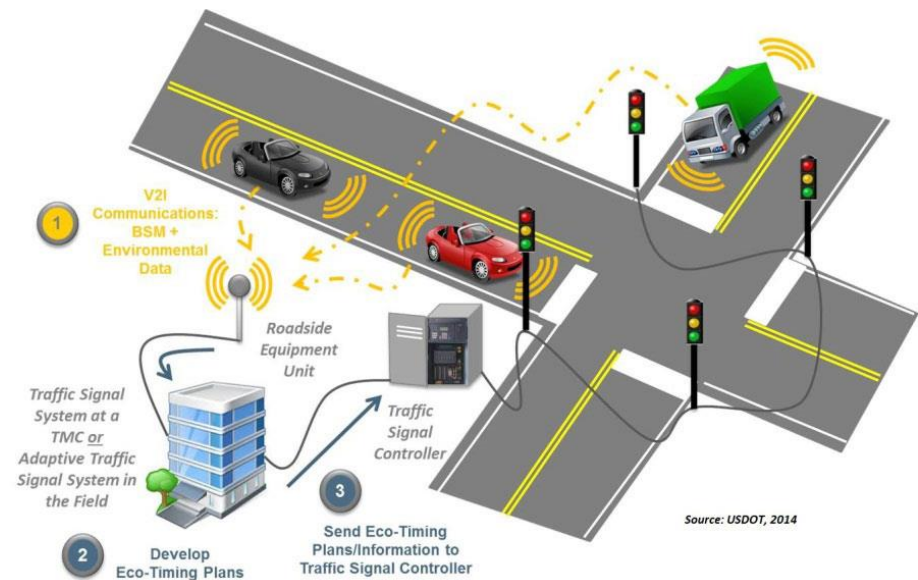 1
V2I
Communications:
BSM +
Environmental
Data
Roadside
Equipment
Unit
Traffic Signal
System at a
TMC or
Adaptive Traffic
Signal System in
the Field
Traffic
Signal
Controller
2
Develop
Eco-Timing Plans
3
Send Eco-Timing
Plans/Information to
Traffic Signal Controller
Source: USDOT, 2014